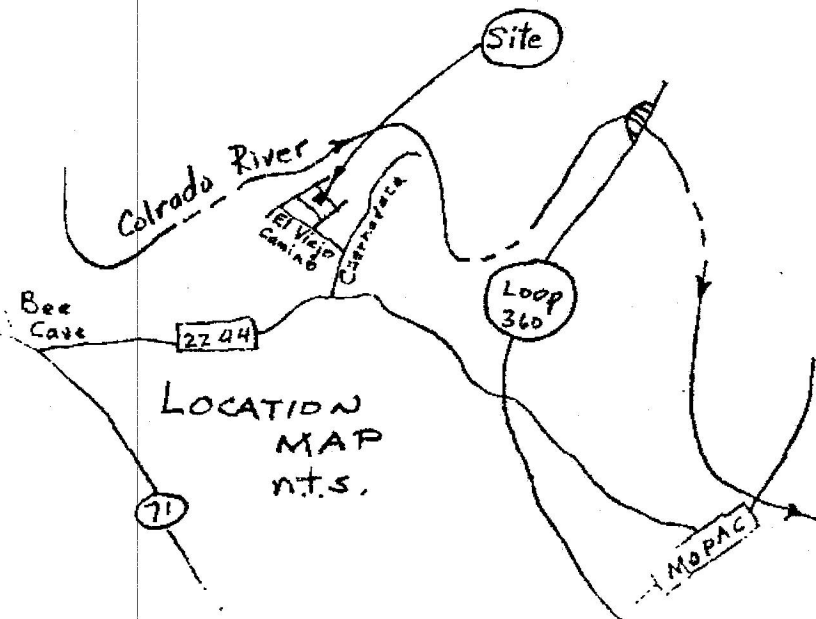 Site
Colrado River
El Viejo
Camino
Cuernavaca
Loop
360
Bee
Cave
2244
LOCATION
MAP
n.t.s.
71
MOPAC